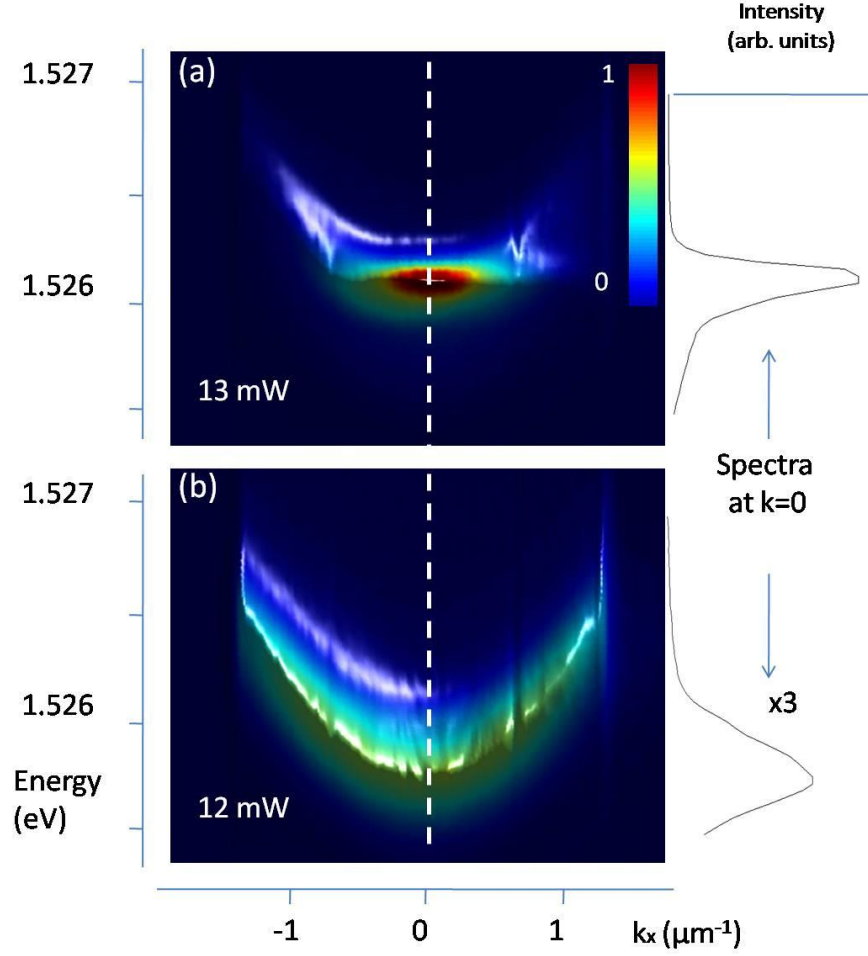 Intensity
(arb. units)
1.527
(a)
1
1.526
0
13 mW
Spectra
at k=0
1.527
(b)
1.526
x3
Energy
(eV)
12 mW
-1
0
1
kx (μm⁻¹)